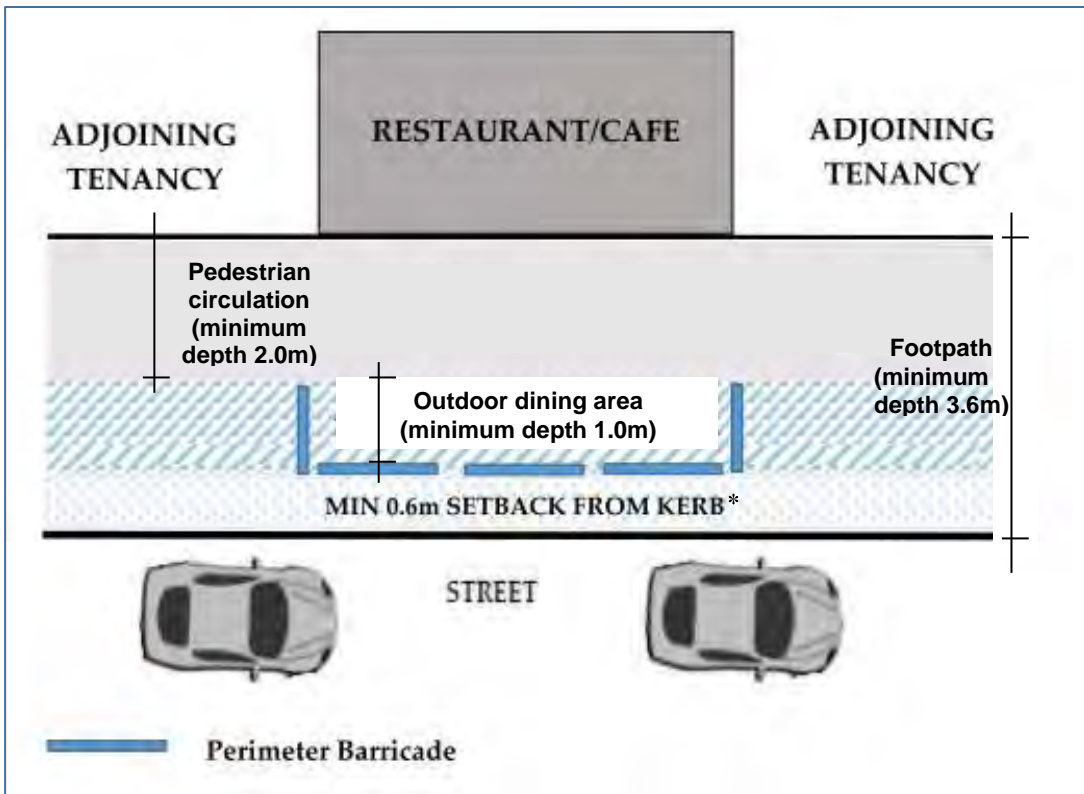 RESTAURANT/CAFE
ADJOINING
TENANCY
ADJOINING
TENANCY
Pedestrian
circulation
(minimum
depth 2.0m)
Footpath
(minimum
depth 3.6m)
Outdoor dining area
(minimum depth 1.0m)
MIN 0.6m SETBACK FROM KERB*
STREET
Perimeter Barricade